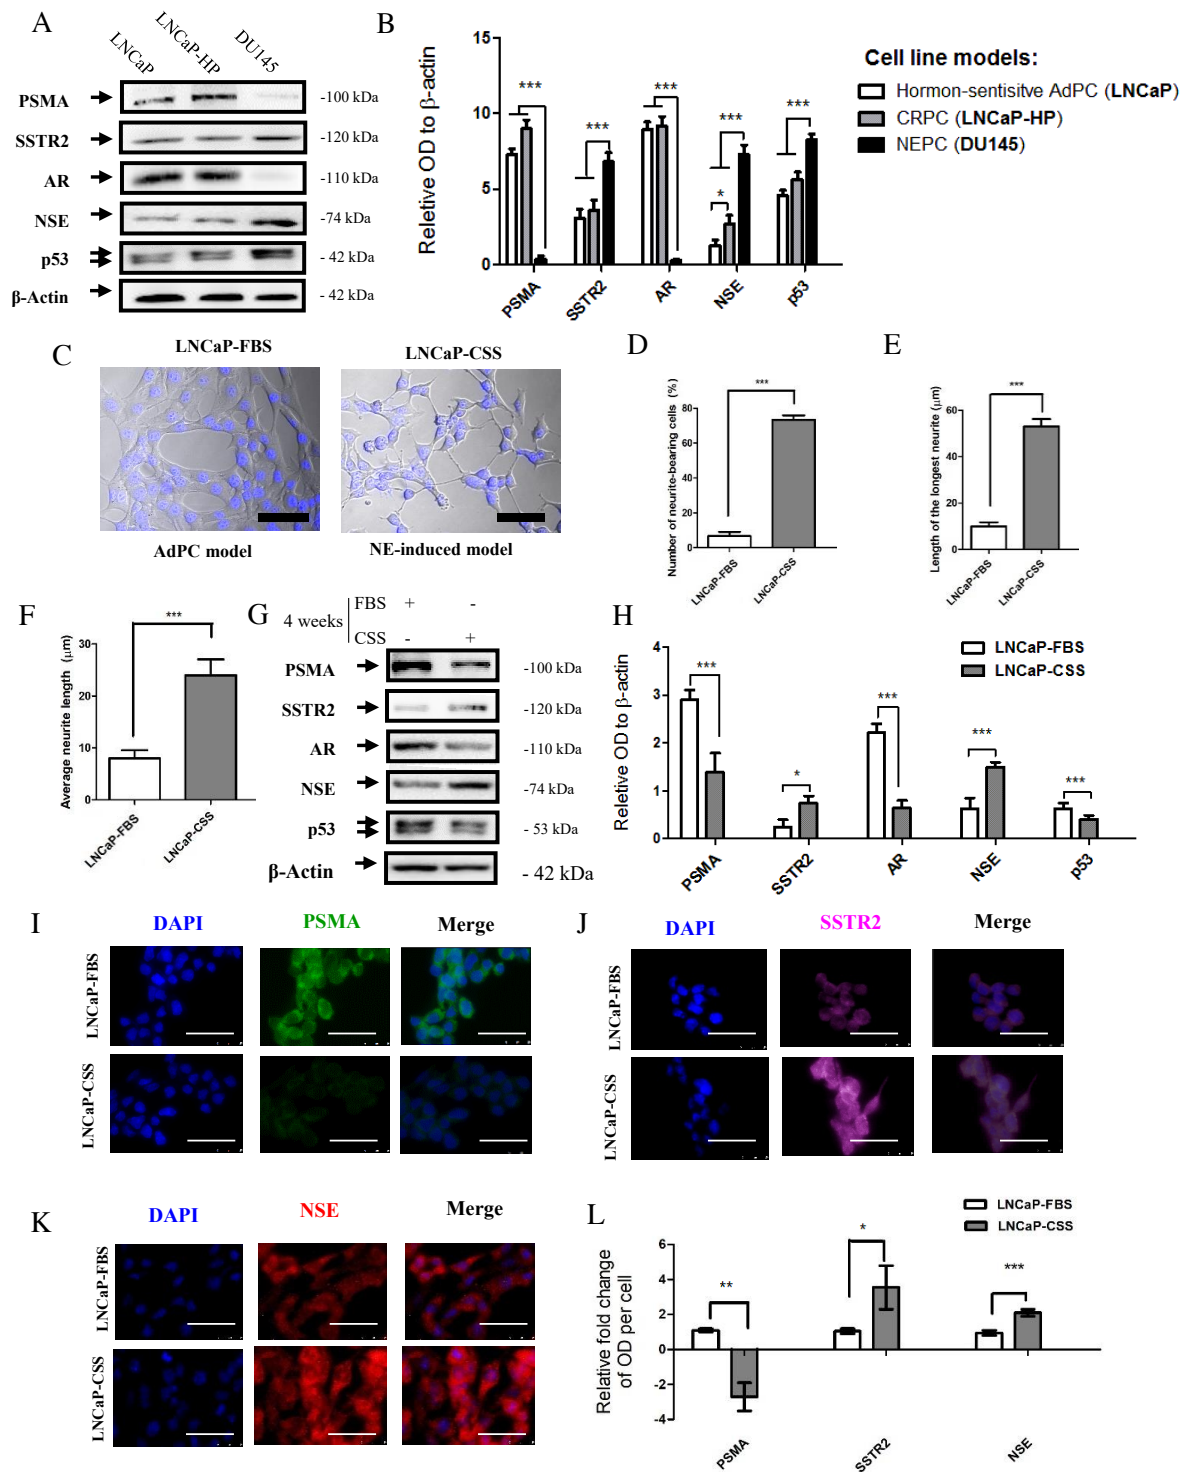 A
LNCaP
LNCaP-HP
DU145
PSMA
-100 kDa
SSTR2
-120 kDa
AR
-110 kDa
NSE
-74 kDa
p53
- 42 kDa
β-Actin
- 42 kDa
B
Reletive OD to β-actin
15
10
5
0
***
***
***
*
***
***
PSMA
SSTR2
AR
NSE
p53
Cell line models:
Hormon-sentisitve AdPC (LNCaP)
CRPC (LNCaP-HP)
NEPC (DU145)
C
LNCaP-FBS
LNCaP-CSS
AdPC model
NE-induced model
D
Number of neurite-bearing cells (%)
80
60
40
20
0
***
LNCaP-FBS
LNCaP-CSS
E
Length of the longest neurite (μm)
60
40
20
0
***
LNCaP-FBS
LNCaP-CSS
F
Average neurite length (μm)
30
20
10
0
***
LNCaP-FBS
LNCaP-CSS
G
4 weeks
FBS + -
CSS - +
PSMA
-100 kDa
SSTR2
-120 kDa
AR
-110 kDa
NSE
-74 kDa
p53
- 53 kDa
β-Actin
- 42 kDa
H
LNCaP-FBS
LNCaP-CSS
Reletive OD to β-actin
4
3
2
1
0
***
*
***
***
***
PSMA
SSTR2
AR
NSE
p53
I
DAPI
PSMA
Merge
LNCaP-FBS
LNCaP-CSS
J
DAPI
SSTR2
Merge
LNCaP-FBS
LNCaP-CSS
K
DAPI
NSE
Merge
LNCaP-FBS
LNCaP-CSS
L
LNCaP-FBS
LNCaP-CSS
Relative fold change
of OD per cell
6
4
2
0
-2
-4
**
*
***
PSMA
SSTR2
NSE